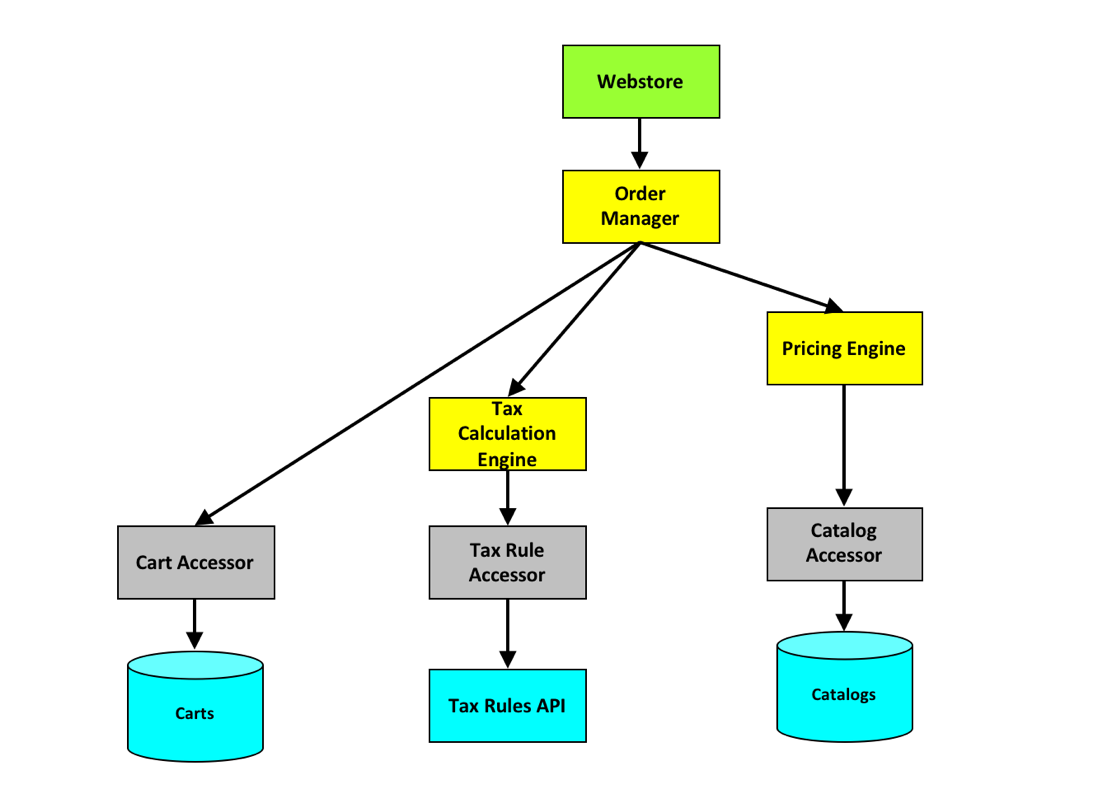 Webstore
Order
Manager
Pricing Engine
Tax
Calculation
Engine
Cart Accessor
Tax Rule
Accessor
Catalog
Accessor
Carts
Tax Rules API
Catalogs